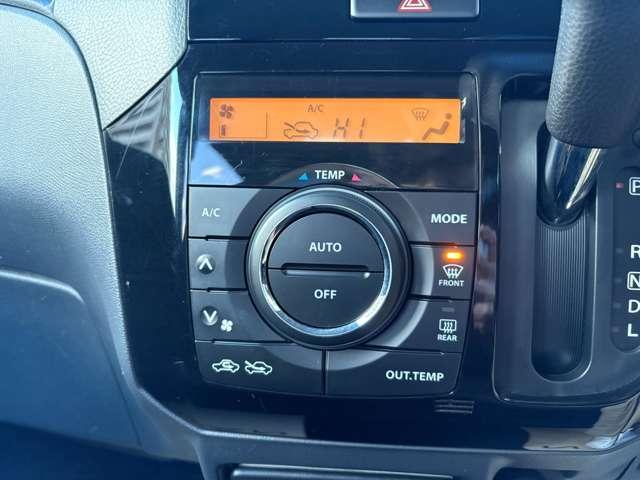 A/C
HI
TEMP
A/C
MODE
AUTO
OFF
FRONT
REAR
OUT.TEMP
P
R
N
D
L